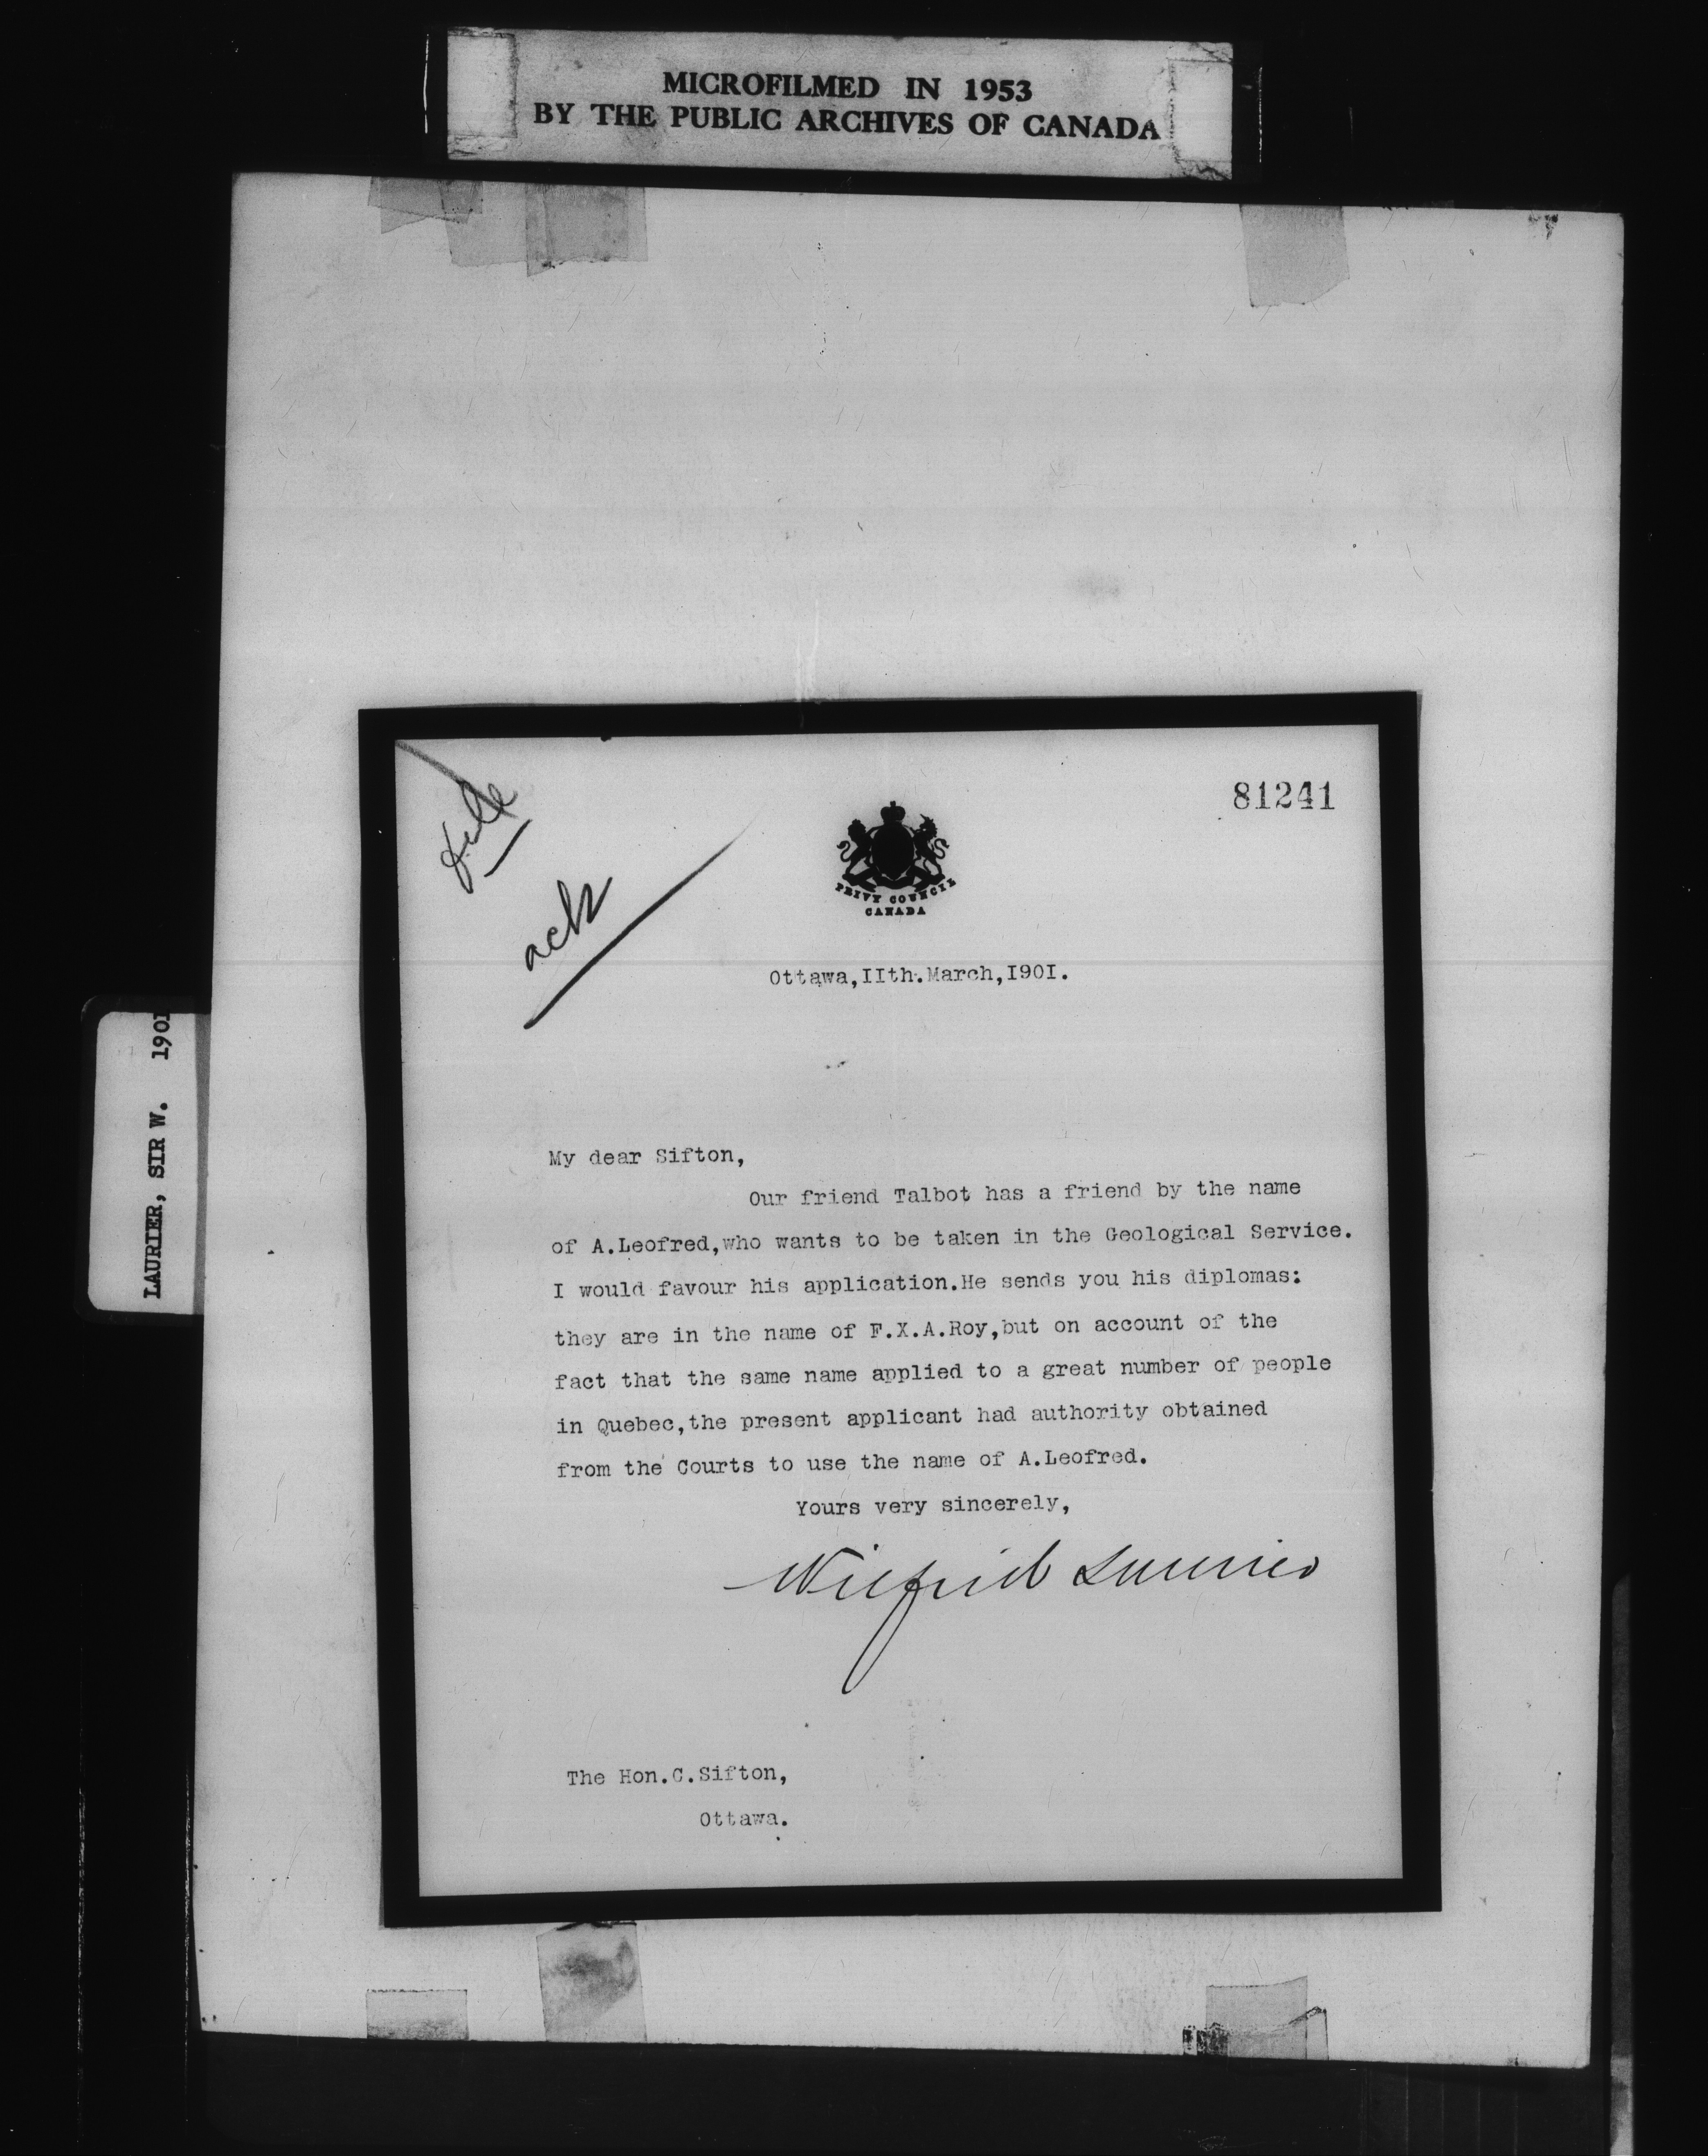 MICROFILMED IN 1953
BY THE PUBLIC ARCHIVES OF CANADA
LAURIER, SIR W. 1901
file
ack
81241
PRIVY COUNCIL
CANADA
Ottawa,IIth.March,I90I.
My dear Sifton,
Our friend Talbot has a friend by the name
of A.Leofred,who wants to be taken in the Geological Service.
I would favour his application.He sends you his diplomas:
they are in the name of F.X.A.Roy,but on account of the
fact that the same name applied to a great number of people
in Quebec,the present applicant had authority obtained
from the Courts to use the name of A.Leofred.
Yours very sincerely,
Wilfrid Laurier
The Hon.C.Sifton,
Ottawa.